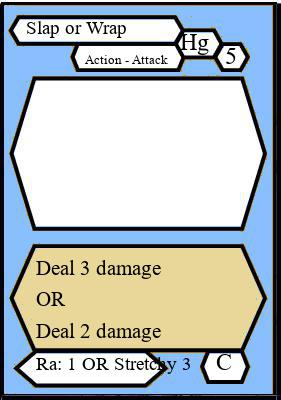 Slap or Wrap
Hg
Action - Attack
5
Deal 3 damage
OR
Deal 2 damage
Ra: 1 OR Stretchy 3
C